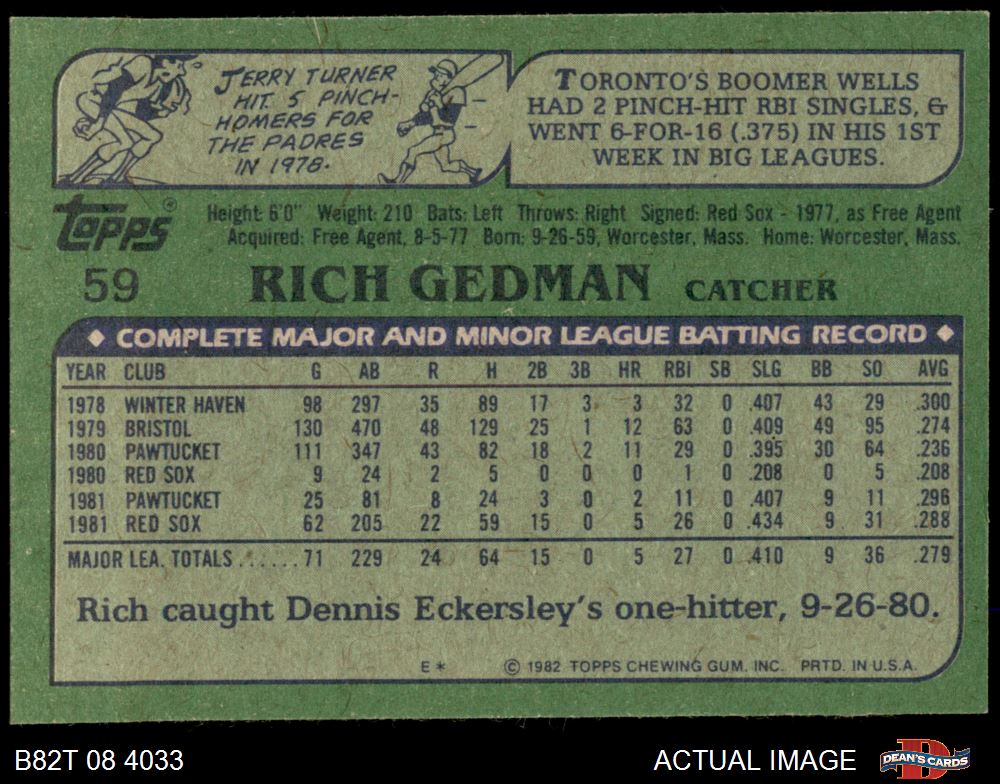 JERRY TURNER
HIT 5 PINCH-
HOMERS FOR
THE PADRES
IN 1978.
TORONTO'S BOOMER WELLS
HAD 2 PINCH-HIT RBI SINGLES, &
WENT 6-FOR-16 (.375) IN HIS 1ST
WEEK IN BIG LEAGUES.
Topps®
Height: 6'0" Weight: 210 Bats: Left Throws: Right Signed: Red Sox - 1977, as Free Agent
Acquired: Free Agent, 8-5-77 Born: 9-26-59, Worcester, Mass. Home: Worcester, Mass.
59 RICH GEDMAN CATCHER
◆ COMPLETE MAJOR AND MINOR LEAGUE BATTING RECORD ◆
YEAR CLUB G AB R H 2B 3B HR RBI SB SLG BB SO AVG
1978 WINTER HAVEN 98 297 35 89 17 3 3 32 0 .407 43 29 .300
1979 BRISTOL 130 470 48 129 25 1 12 63 0 .409 49 95 .274
1980 PAWTUCKET 111 347 43 82 18 2 11 29 0 .395 30 64 .236
1980 RED SOX 9 24 2 5 0 0 0 1 0 .208 0 5 .208
1981 PAWTUCKET 25 81 8 24 3 0 2 11 0 .407 9 11 .296
1981 RED SOX 62 205 22 59 15 0 5 26 0 .434 9 31 .288
MAJOR LEA. TOTALS ...... 71 229 24 64 15 0 5 27 0 .410 9 36 .279
Rich caught Dennis Eckersley's one-hitter, 9-26-80.
E* © 1982 TOPPS CHEWING GUM, INC. PRTD. IN U.S.A.
B82T 08 4033 ACTUAL IMAGE DEAN'S CARDS